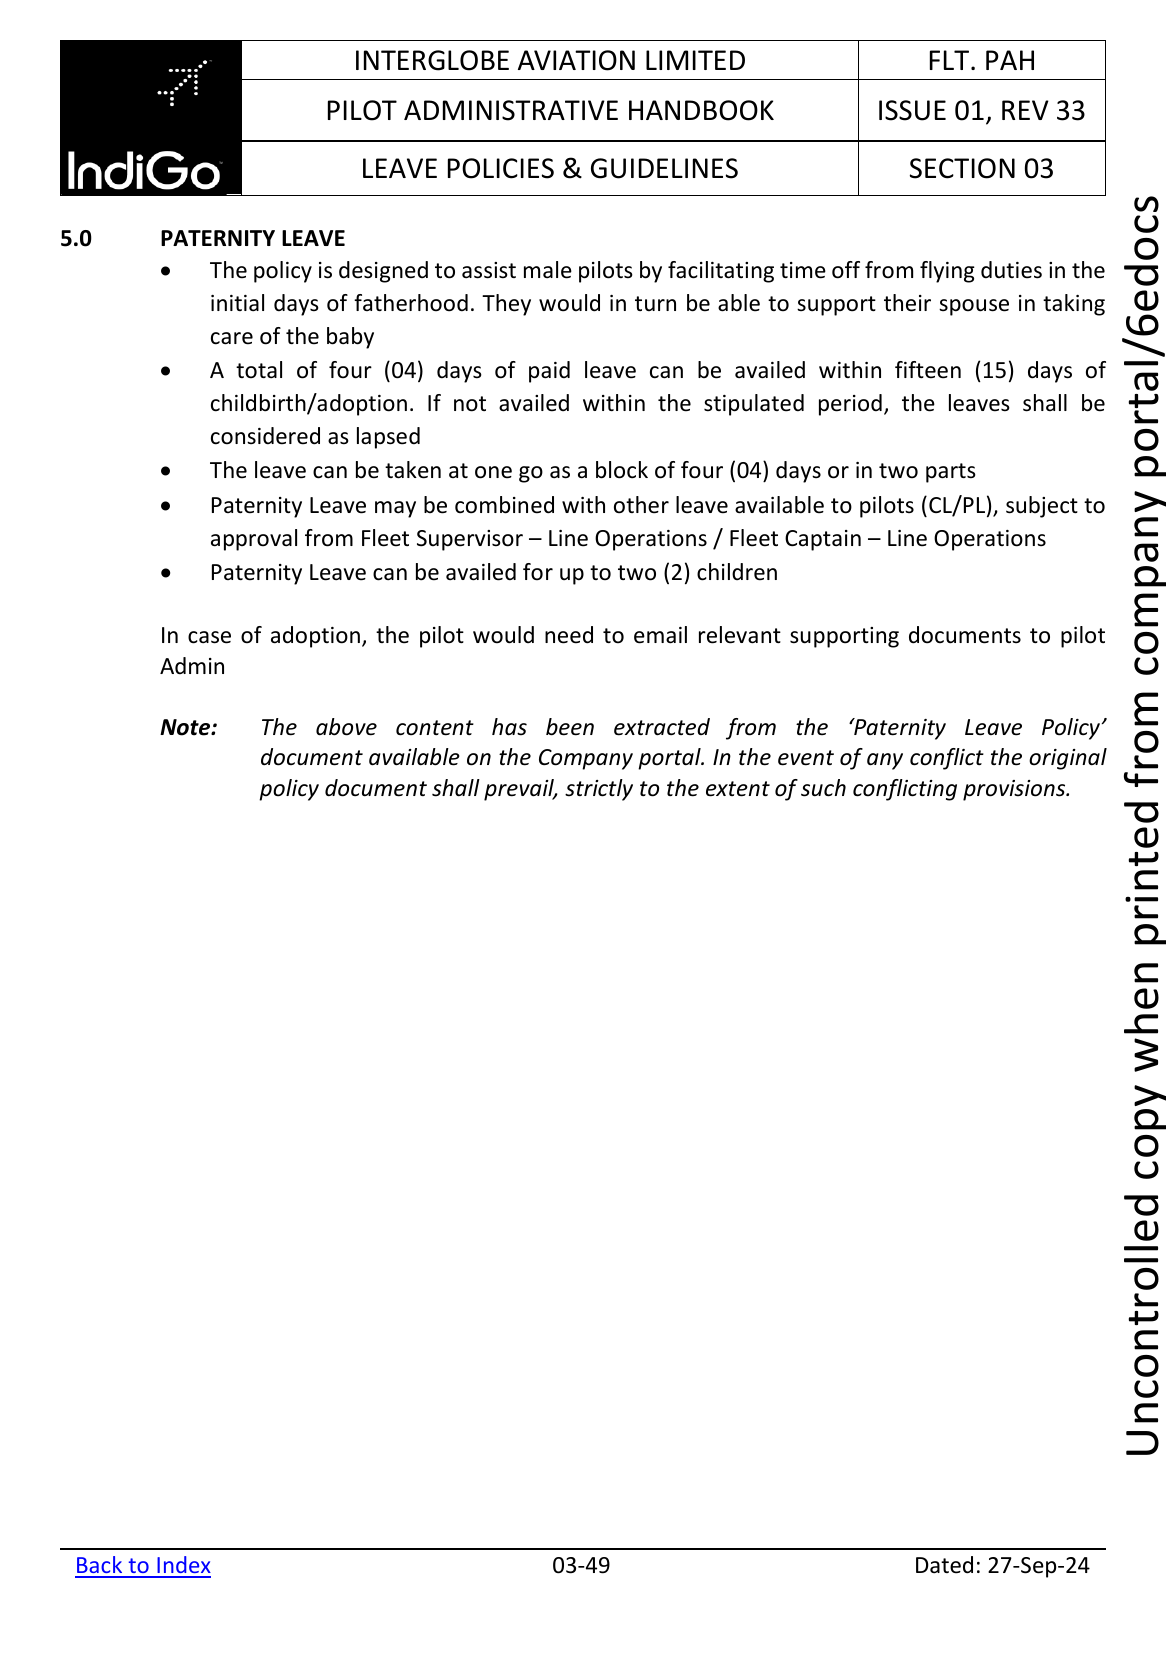 INTERGLOBE AVIATION LIMITED
FLT. PAH
PILOT ADMINISTRATIVE HANDBOOK
ISSUE 01, REV 33
IndiGo
LEAVE POLICIES & GUIDELINES
SECTION 03
5.0 PATERNITY LEAVE
• The policy is designed to assist male pilots by facilitating time off from flying duties in the
initial days of fatherhood. They would in turn be able to support their spouse in taking
care of the baby
• A total of four (04) days of paid leave can be availed within fifteen (15) days of
childbirth/adoption. If not availed within the stipulated period, the leaves shall be
considered as lapsed
• The leave can be taken at one go as a block of four (04) days or in two parts
• Paternity Leave may be combined with other leave available to pilots (CL/PL), subject to
approval from Fleet Supervisor – Line Operations / Fleet Captain – Line Operations
• Paternity Leave can be availed for up to two (2) children
In case of adoption, the pilot would need to email relevant supporting documents to pilot
Admin
Note: The above content has been extracted from the ‘Paternity Leave Policy’
document available on the Company portal. In the event of any conflict the original
policy document shall prevail, strictly to the extent of such conflicting provisions.
Back to Index
03-49
Dated: 27-Sep-24
Uncontrolled copy when printed from company portal/6edocs